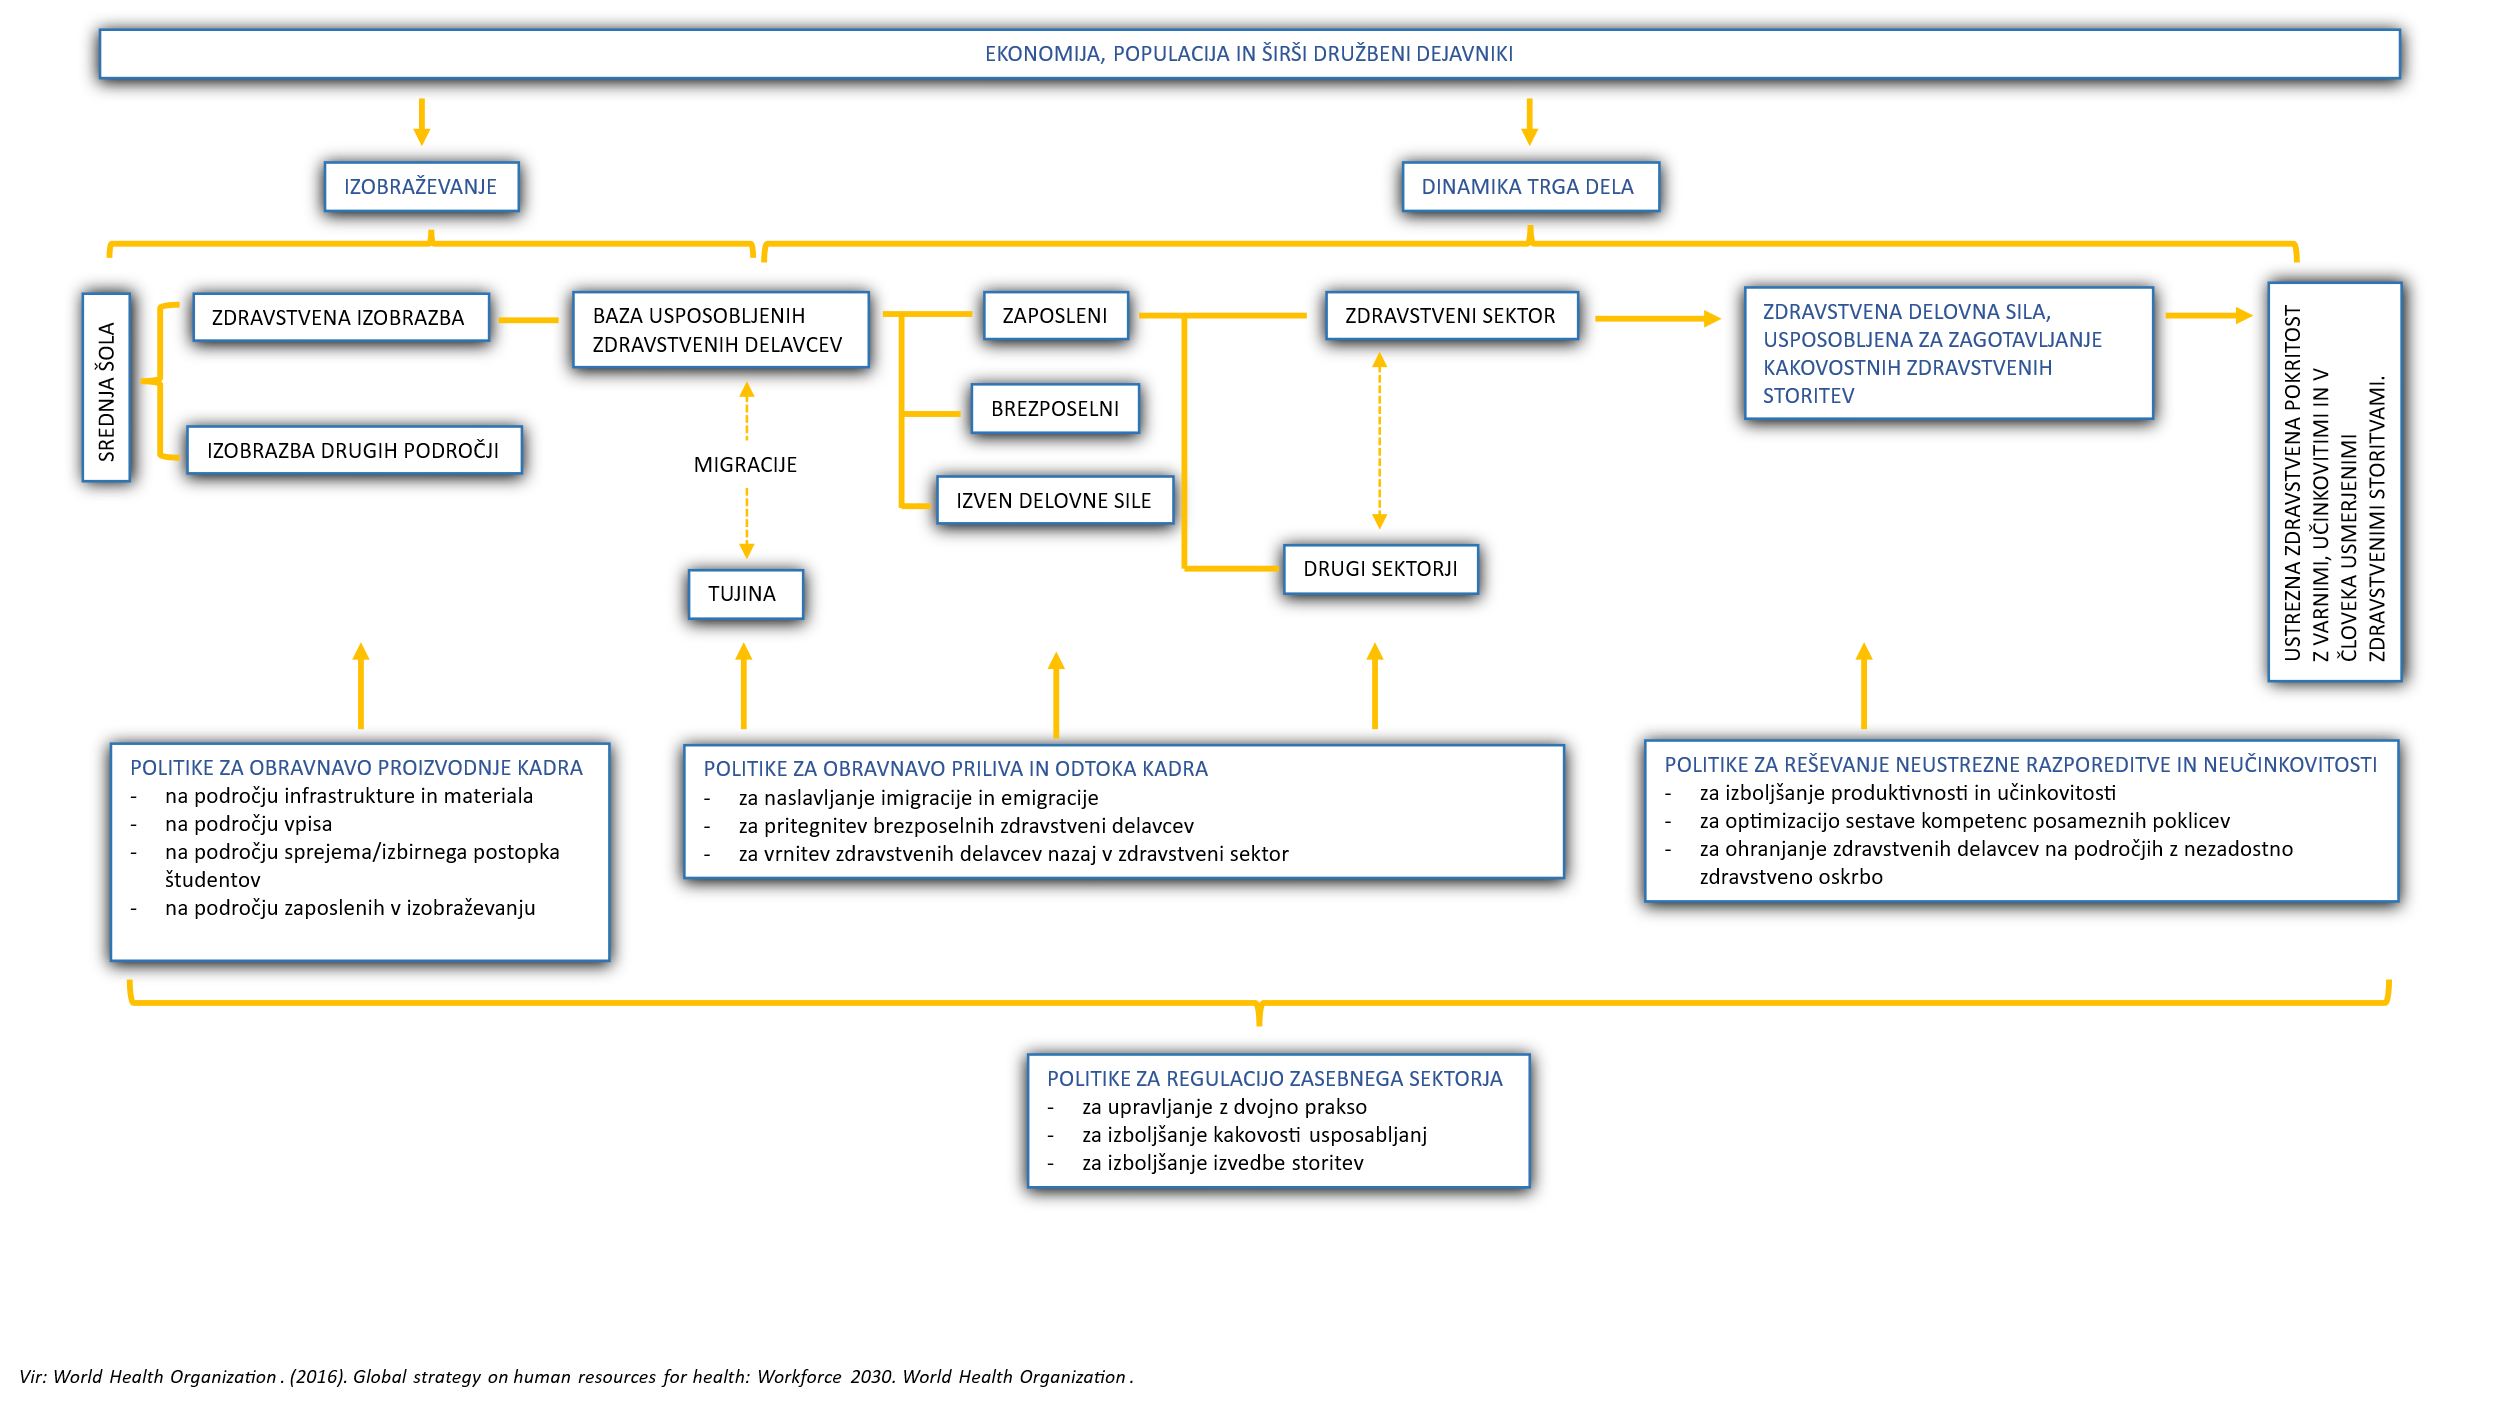 EKONOMIJA, POPULACIJA IN ŠIRŠI DRUŽBENI DEJAVNIKI
IZOBRAŽEVANJE
DINAMIKA TRGA DELA
SREDNJA ŠOLA
ZDRAVSTVENA IZOBRAZBA
IZOBRAZBA DRUGIH PODROČJI
BAZA USPOSOBLJENIH
ZDRAVSTVENIH DELAVCEV
MIGRACIJE
TUJINA
ZAPOSLENI
BREZPOSELNI
IZVEN DELOVNE SILE
ZDRAVSTVENI SEKTOR
DRUGI SEKTORJI
ZDRAVSTVENA DELOVNA SILA,
USPOSOBLJENA ZA ZAGOTAVLJANJE
KAKOVOSTNIH ZDRAVSTVENIH
STORITEV
USTREZNA ZDRAVSTVENA POKRITOST
Z VARNIMI, UČINKOVITIMI IN V
ČLOVEKA USMERJENIMI
ZDRAVSTVENIMI STORITVAMI.
POLITIKE ZA OBRAVNAVO PROIZVODNJE KADRA
- na področju infrastrukture in materiala
- na področju vpisa
- na področju sprejema/izbirnega postopka
študentov
- na področju zaposlenih v izobraževanju
POLITIKE ZA OBRAVNAVO PRILIVA IN ODTOKA KADRA
- za naslavljanje imigracije in emigracije
- za pritegnitev brezposelnih zdravstveni delavcev
- za vrnitev zdravstvenih delavcev nazaj v zdravstveni sektor
POLITIKE ZA REŠEVANJE NEUSTREZNE RAZPOREDITVE IN NEUČINKOVITOSTI
- za izboljšanje produktivnosti in učinkovitosti
- za optimizacijo sestave kompetenc posameznih poklicev
- za ohranjanje zdravstvenih delavcev na področjih z nezadostno
zdravstveno oskrbo
POLITIKE ZA REGULACIJO ZASEBNEGA SEKTORJA
- za upravljanje z dvojno prakso
- za izboljšanje kakovosti usposabljanj
- za izboljšanje izvedbe storitev
Vir: World Health Organization. (2016). Global strategy on human resources for health: Workforce 2030. World Health Organization.